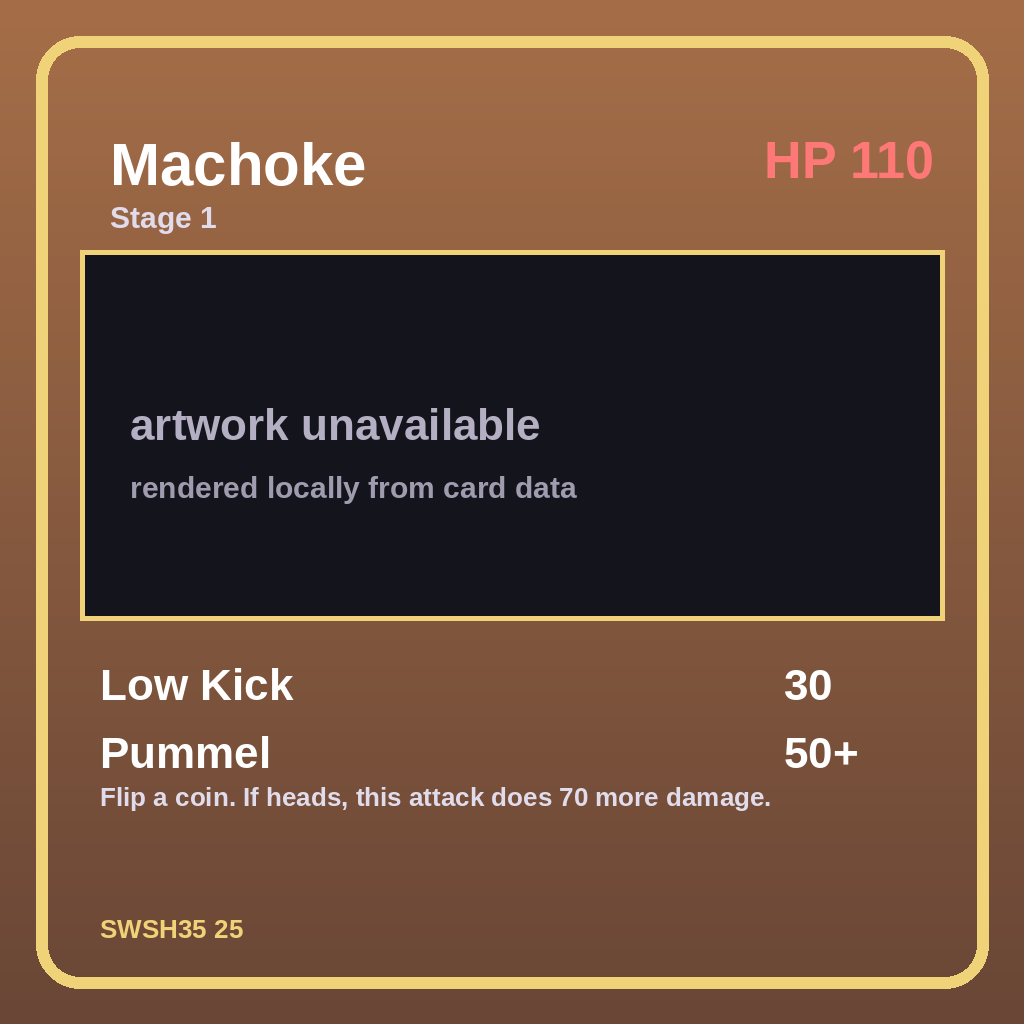 Machoke
HP 110
Stage 1
artwork unavailable
rendered locally from card data
Low Kick 30
Pummel 50+
Flip a coin. If heads, this attack does 70 more damage.
SWSH35 25